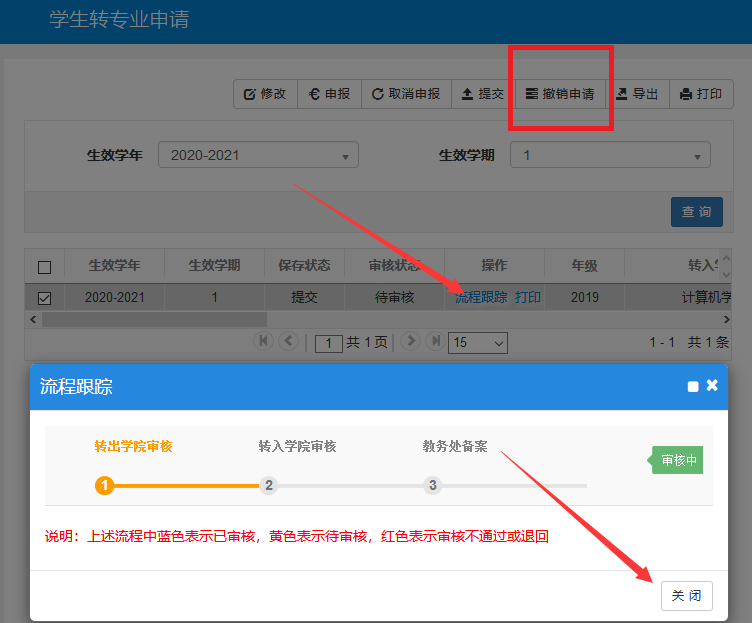 学生转专业申请
修改 申报 取消申报 提交 撤销申请 导出 打印
生效学年 2020-2021 生效学期 1
查 询
生效学年 生效学期 保存状态 审核状态 操作 年级 转入
2020-2021 1 提交 待审核 流程跟踪 打印 2019 计算机学
1 共 1 页 15 1 - 1 共 1 条
流程跟踪
转出学院审核 转入学院审核 教务处备案
审核中
1 2 3
说明：上述流程中蓝色表示已审核，黄色表示待审核，红色表示审核不通过或退回
关 闭